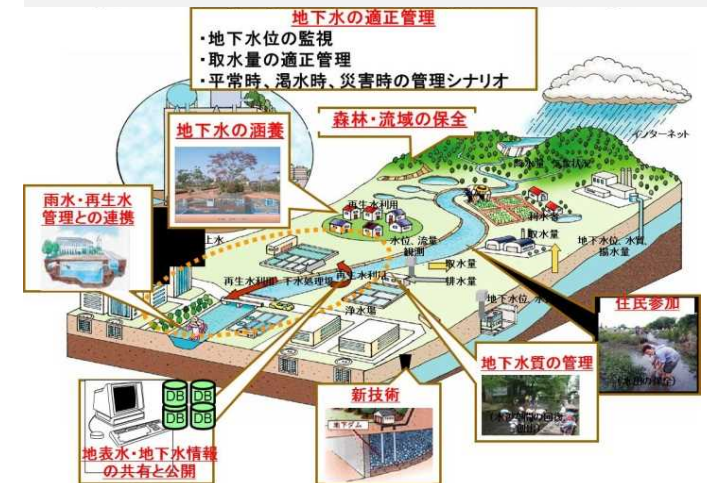 地下水の適正管理
・地下水位の監視
・取水量の適正管理
・平常時、渇水時、災害時の管理シナリオ
地下水の涵養
森林・流域の保全
インターネット
雨水・再生水
管理との連携
再生水利用
利水者
取水量
地下水位、水質、
揚水量
上水
水位、流量
観測
取水量
排水量
再生水利用
下水処理場
再生水利用
浄水場
住民参加
地下水質の管理
新技術
地下ダム
DB
DB
DB
DB
地表水・地下水情報
の共有と公開